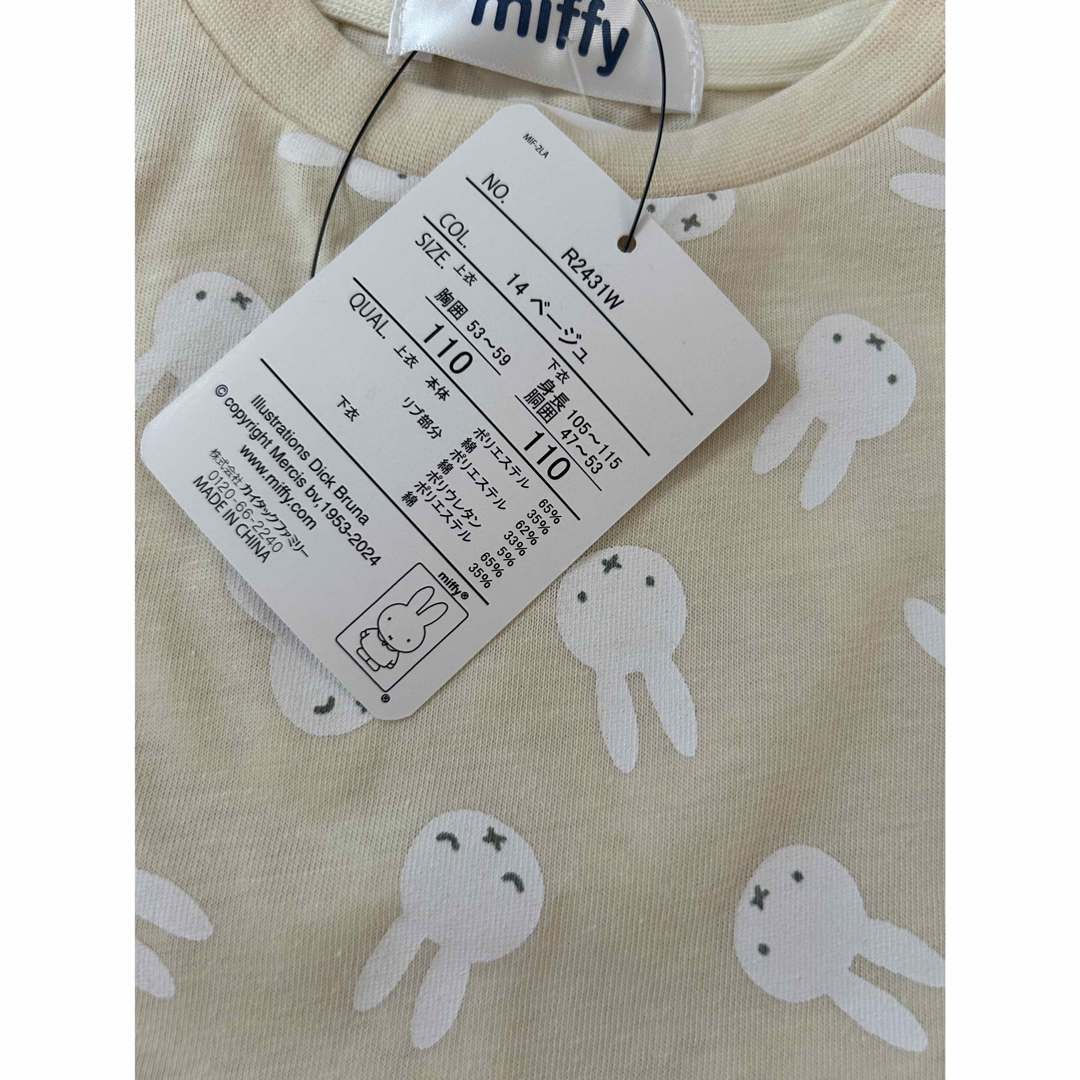 miffy
MIF-2LA
NO. R2431W
COL. 14 ベージュ
SIZE. 上衣 下衣
胸囲 53〜59 身長 105〜115
胴囲 47〜53
110 110
QUAL. 上衣 本体 ポリエステル 65%
綿 35%
リブ部分 ポリエステル 62%
綿 33%
ポリウレタン 5%
下衣 ポリエステル 65%
綿 35%
Illustrations Dick Bruna
© copyright Mercis bv, 1953-2024
www.miffy.com
株式会社 カイタックファミリー
0120-66-2240
MADE IN CHINA
miffy®
®